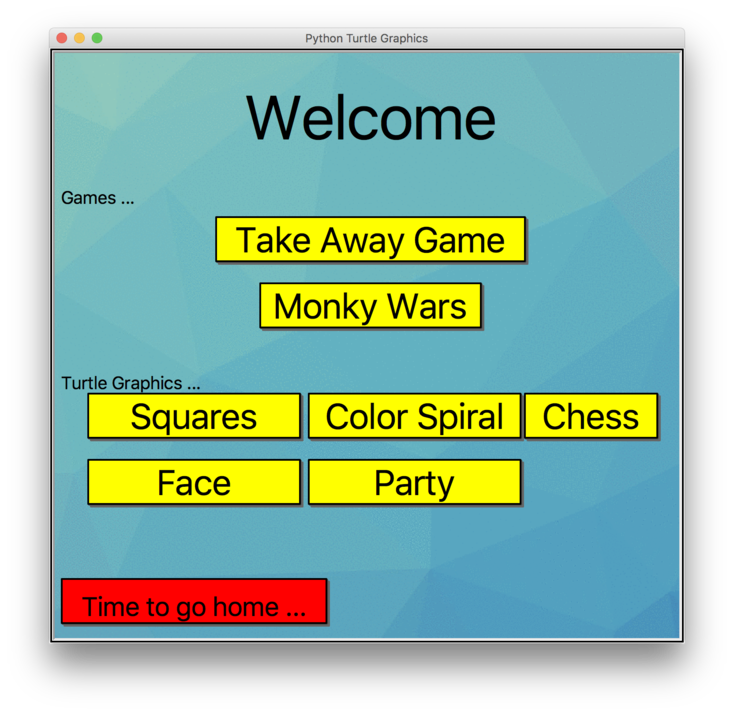 Python Turtle Graphics
Welcome
Games ...
Take Away Game
Monky Wars
Turtle Graphics ...
Squares Color Spiral Chess
Face Party
Time to go home ...